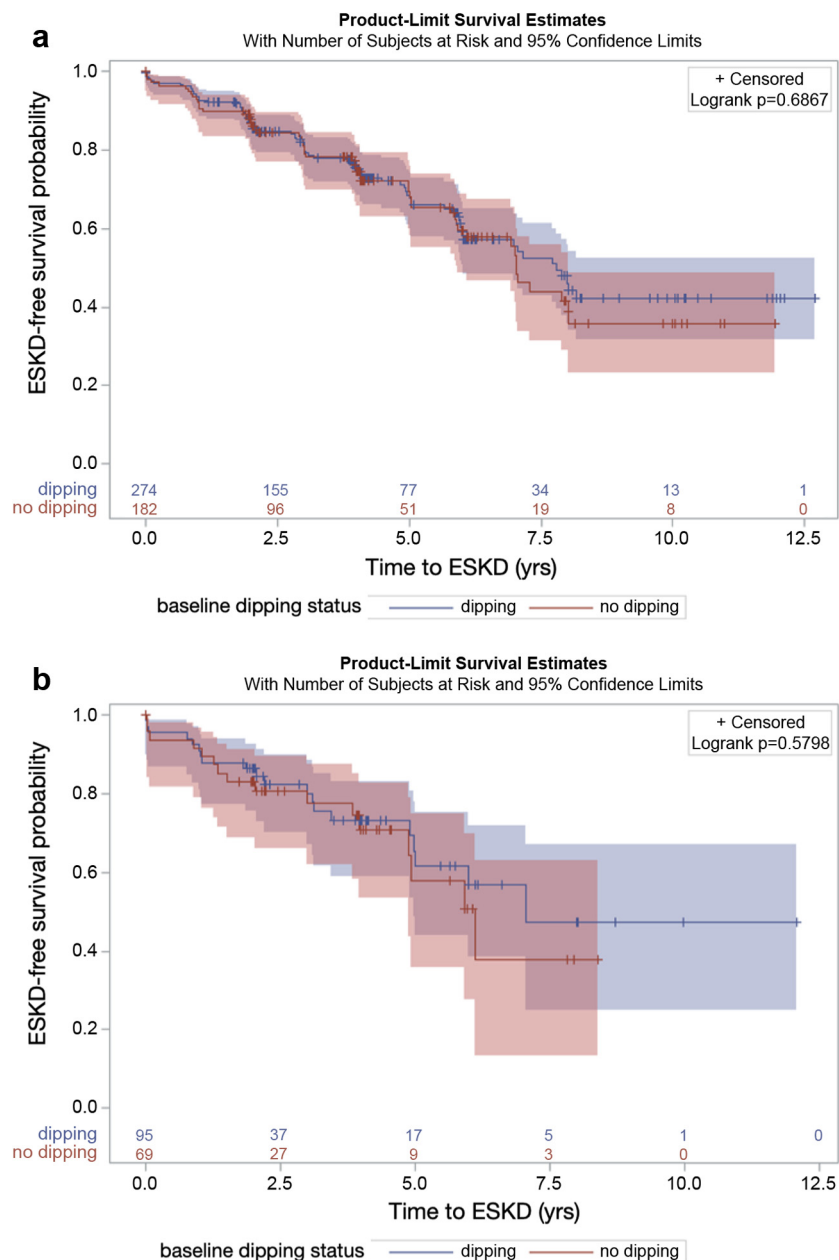 a
Product-Limit Survival Estimates
With Number of Subjects at Risk and 95% Confidence Limits
+ Censored
Logrank p=0.6867
ESKD-free survival probability
1.0
0.8
0.6
0.4
0.2
0.0
dipping 274 155 77 34 13 1
no dipping 182 96 51 19 8 0
0.0 2.5 5.0 7.5 10.0 12.5
Time to ESKD (yrs)
baseline dipping status dipping no dipping
b
Product-Limit Survival Estimates
With Number of Subjects at Risk and 95% Confidence Limits
+ Censored
Logrank p=0.5798
ESKD-free survival probability
1.0
0.8
0.6
0.4
0.2
0.0
dipping 95 37 17 5 1 0
no dipping 69 27 9 3 0
0.0 2.5 5.0 7.5 10.0 12.5
Time to ESKD (yrs)
baseline dipping status dipping no dipping